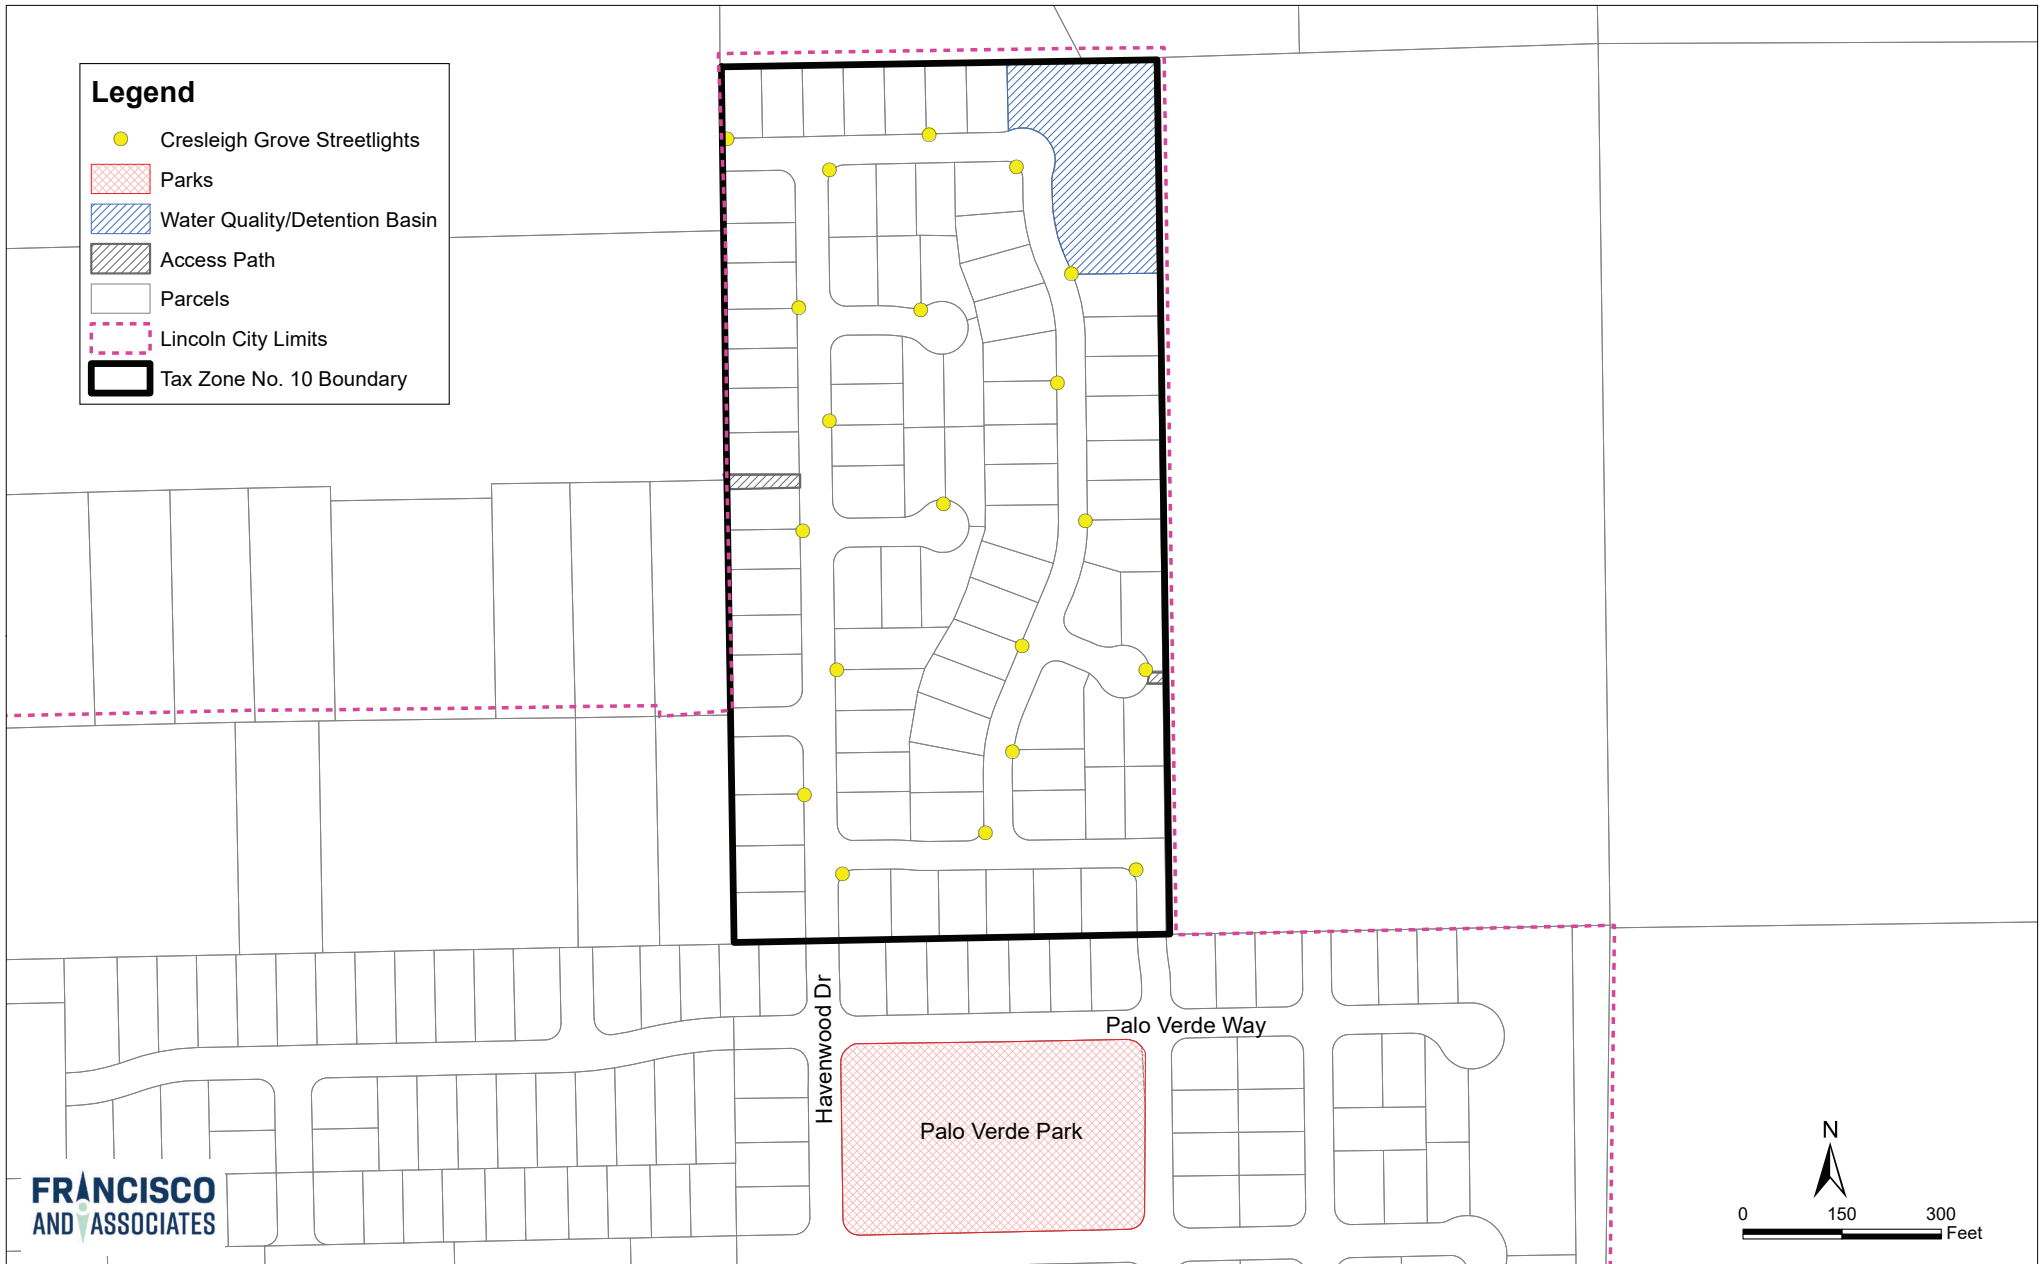 Legend
Cresleigh Grove Streetlights
Parks
Water Quality/Detention Basin
Access Path
Parcels
Lincoln City Limits
Tax Zone No. 10 Boundary
Havenwood Dr
Palo Verde Way
Palo Verde Park
FRANCISCO
AND ASSOCIATES
N
0 150 300
Feet